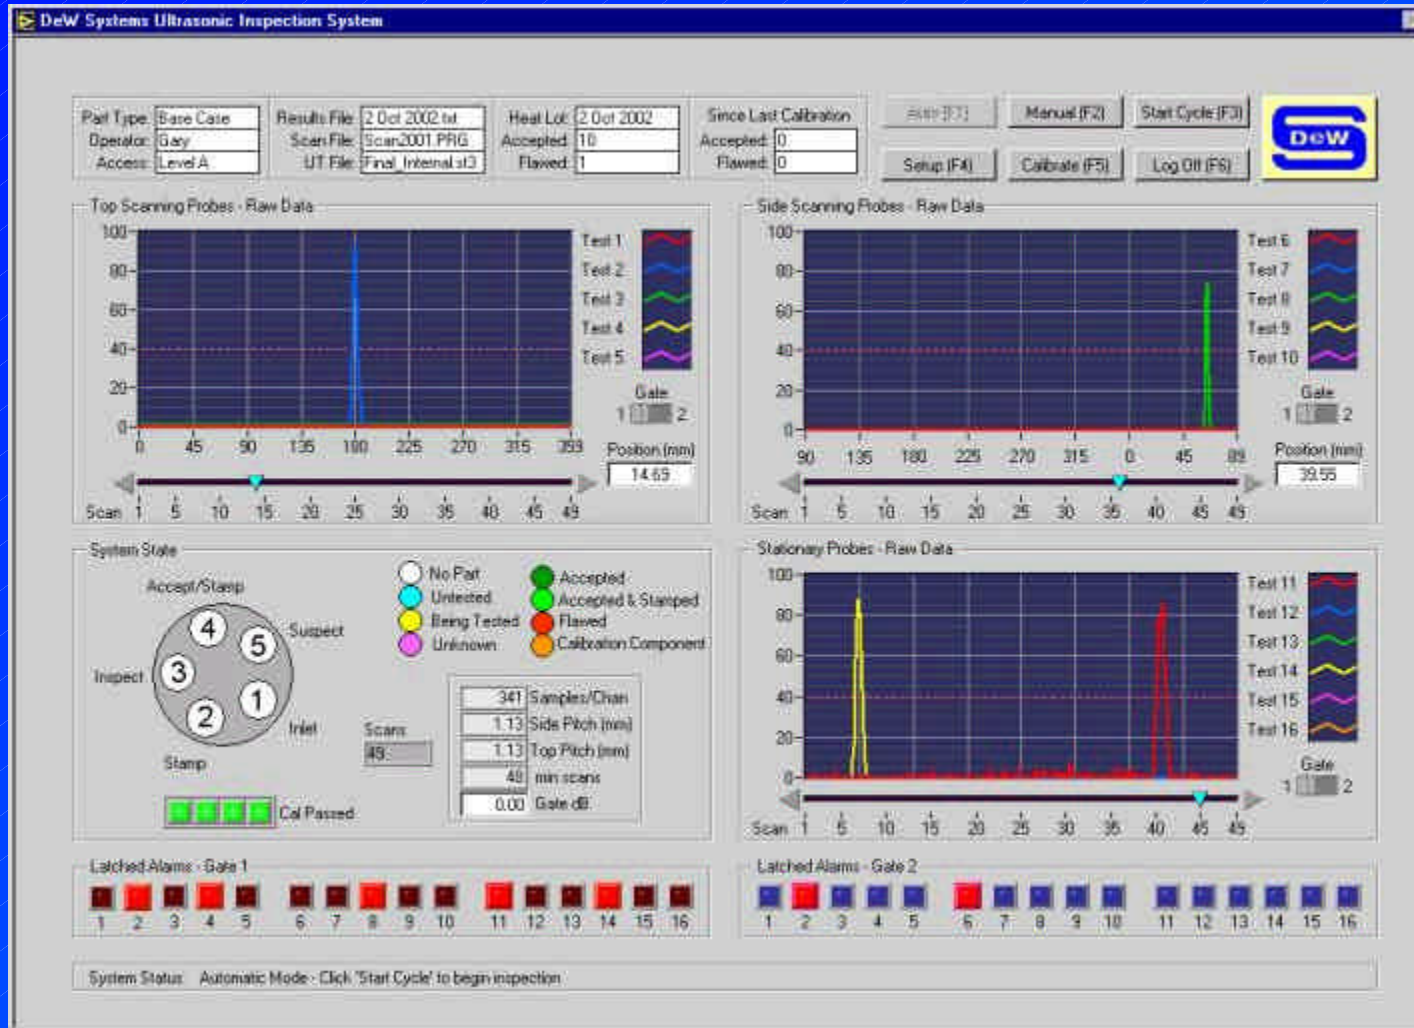 DeW Systems Ultrasonic Inspection System
Part Type: Base Case
Operator: Gary
Access: Level A
Results File: 2 Oct 2002.txt
Scan File: Scan2001.PRG
UT File: Final_Internal.st3
Heat Lot: 2 Oct 2002
Accepted: 10
Flawed: 1
Since Last Calibration
Accepted: 0
Flawed: 0
Auto (F1) Manual (F2) Start Cycle (F3)
Setup (F4) Calibrate (F5) Log Off (F6)
DeW
Top Scanning Probes - Raw Data
100
80
60
40
20
0
0 45 90 135 180 225 270 315 359
Test 1
Test 2
Test 3
Test 4
Test 5
Gate
1 2
Position (mm)
14.69
Scan 1 5 10 15 20 25 30 35 40 45 49
Side Scanning Probes - Raw Data
100
80
60
40
20
0
90 135 180 225 270 315 0 45 89
Test 6
Test 7
Test 8
Test 9
Test 10
Gate
1 2
Position (mm)
39.55
Scan 1 5 10 15 20 25 30 35 40 45 49
System State
Accept/Stamp
Suspect
Inspect
Inlet
Stamp
4
5
3
1
2
No Part
Untested
Being Tested
Unknown
Accepted
Accepted & Stamped
Flawed
Calibration Component
Scans
49
341 Samples/Chan
1.13 Side Pitch (mm)
1.13 Top Pitch (mm)
48 min scans
0.00 Gate dB
Cal Passed
Stationary Probes - Raw Data
100
80
60
40
20
0
Test 11
Test 12
Test 13
Test 14
Test 15
Test 16
Gate
1 2
Scan 1 5 10 15 20 25 30 35 40 45 49
Latched Alarms - Gate 1
1 2 3 4 5 6 7 8 9 10 11 12 13 14 15 16
Latched Alarms - Gate 2
1 2 3 4 5 6 7 8 9 10 11 12 13 14 15 16
System Status: Automatic Mode - Click 'Start Cycle' to begin inspection